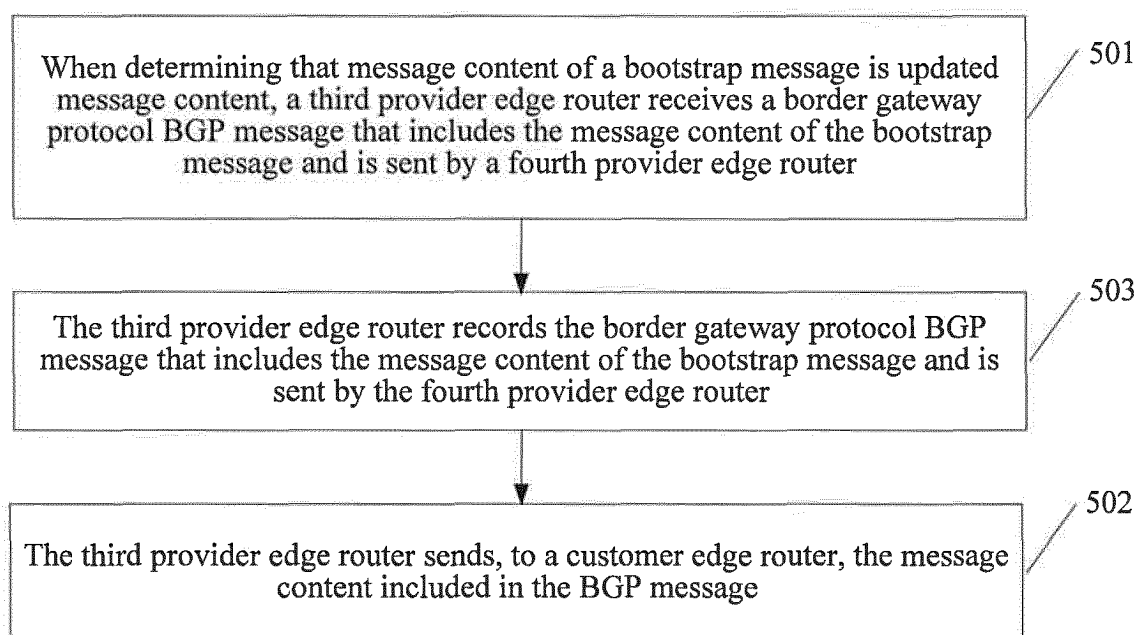 When determining that message content of a bootstrap message is updated
message content, a third provider edge router receives a border gateway
protocol BGP message that includes the message content of the bootstrap
message and is sent by a fourth provider edge router
501
The third provider edge router records the border gateway protocol BGP
message that includes the message content of the bootstrap message and is
sent by the fourth provider edge router
503
The third provider edge router sends, to a customer edge router, the message
content included in the BGP message
502